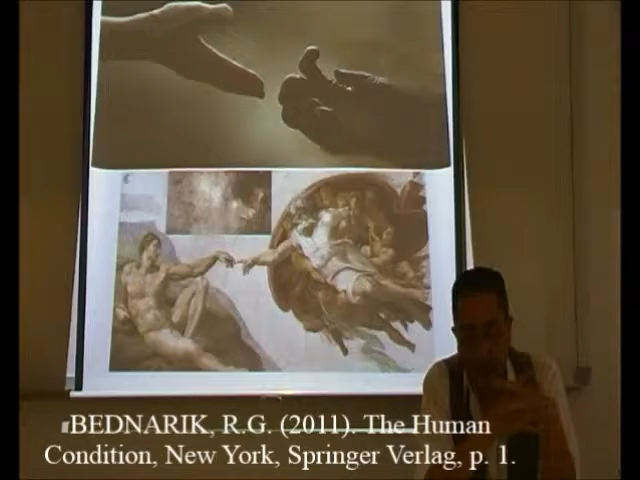 BEDNARIK, R.G. (2011). The Human
Condition, New York, Springer Verlag, p. 1.